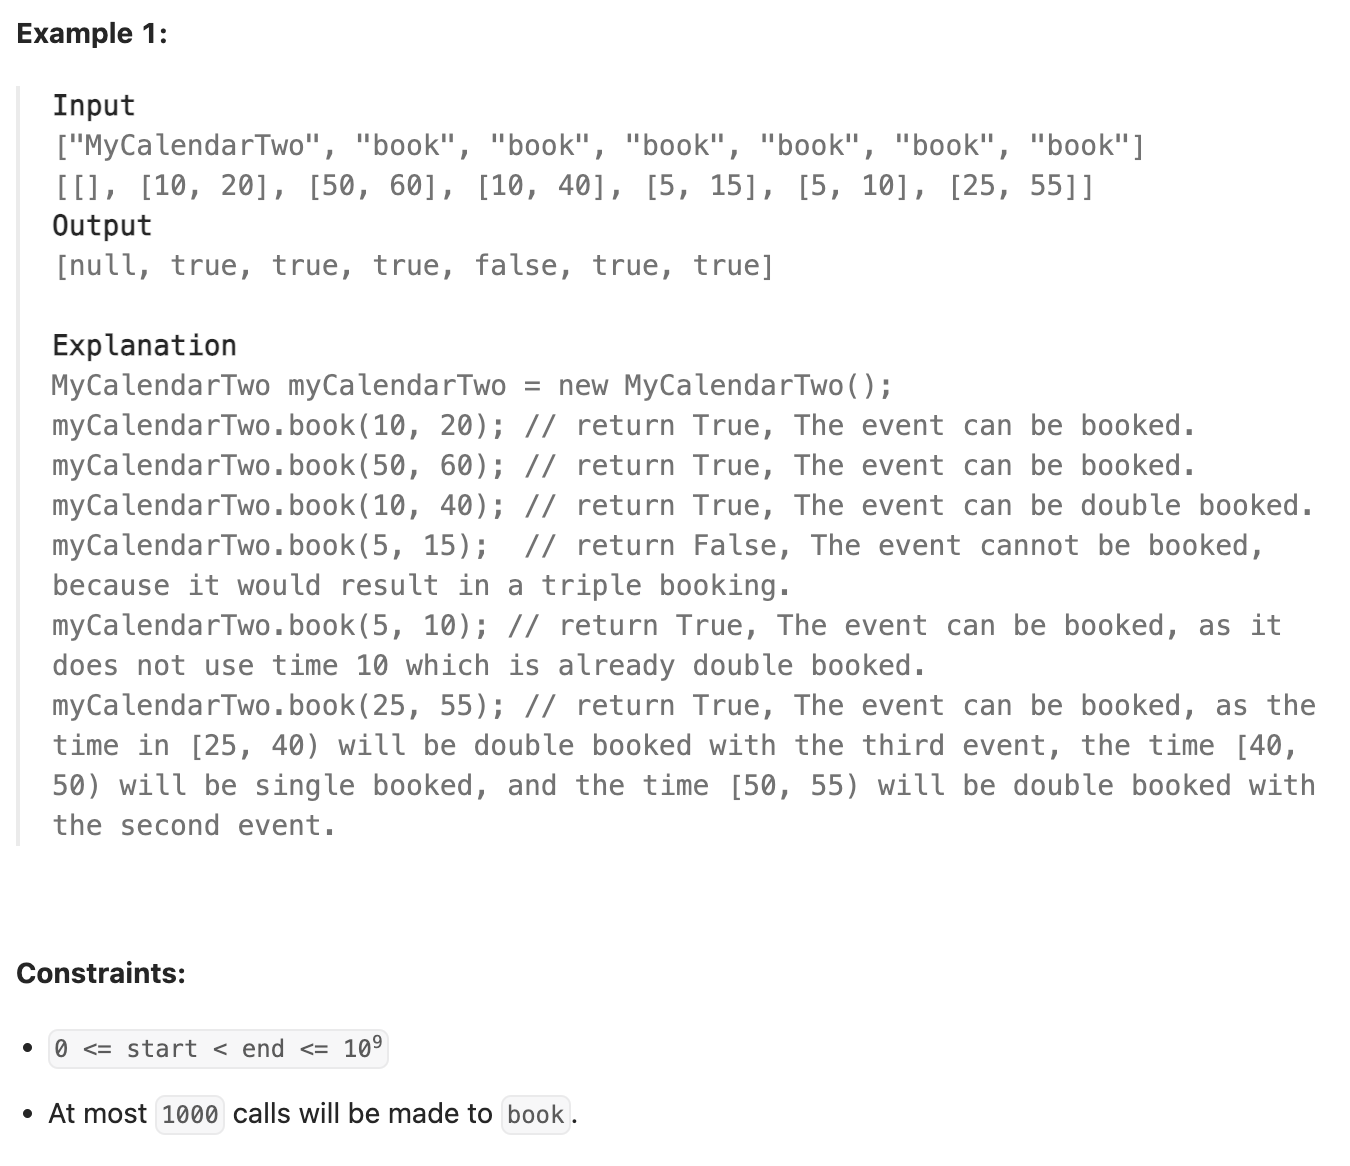 Example 1:
Input
["MyCalendarTwo", "book", "book", "book", "book", "book", "book"]
[[], [10, 20], [50, 60], [10, 40], [5, 15], [5, 10], [25, 55]]
Output
[null, true, true, true, false, true, true]
Explanation
MyCalendarTwo myCalendarTwo = new MyCalendarTwo();
myCalendarTwo.book(10, 20); // return True, The event can be booked.
myCalendarTwo.book(50, 60); // return True, The event can be booked.
myCalendarTwo.book(10, 40); // return True, The event can be double booked.
myCalendarTwo.book(5, 15);  // return False, The event cannot be booked,
because it would result in a triple booking.
myCalendarTwo.book(5, 10); // return True, The event can be booked, as it
does not use time 10 which is already double booked.
myCalendarTwo.book(25, 55); // return True, The event can be booked, as the
time in [25, 40) will be double booked with the third event, the time [40,
50) will be single booked, and the time [50, 55) will be double booked with
the second event.
Constraints:
• 0 <= start < end <= 10⁹
• At most 1000 calls will be made to book.